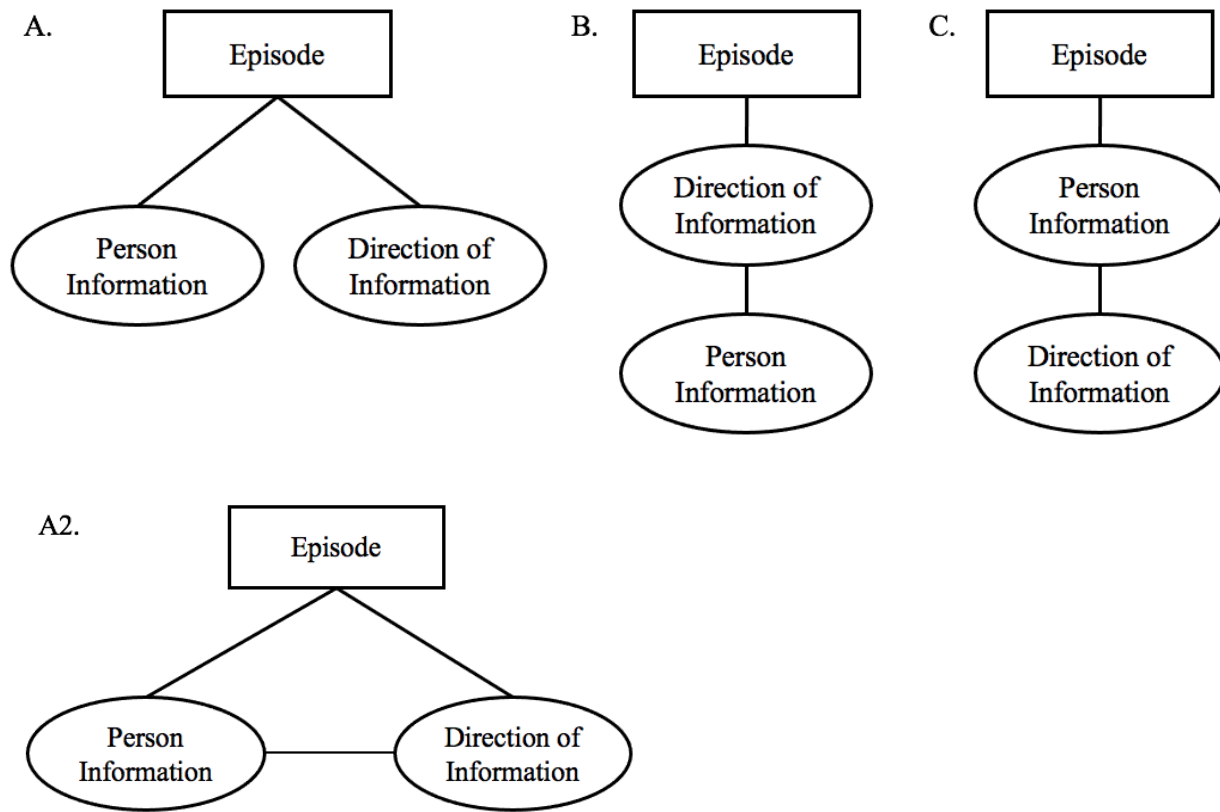 A.
Episode
Person
Information
Direction of
Information
B.
Episode
Direction of
Information
Person
Information
C.
Episode
Person
Information
Direction of
Information
A2.
Episode
Person
Information
Direction of
Information